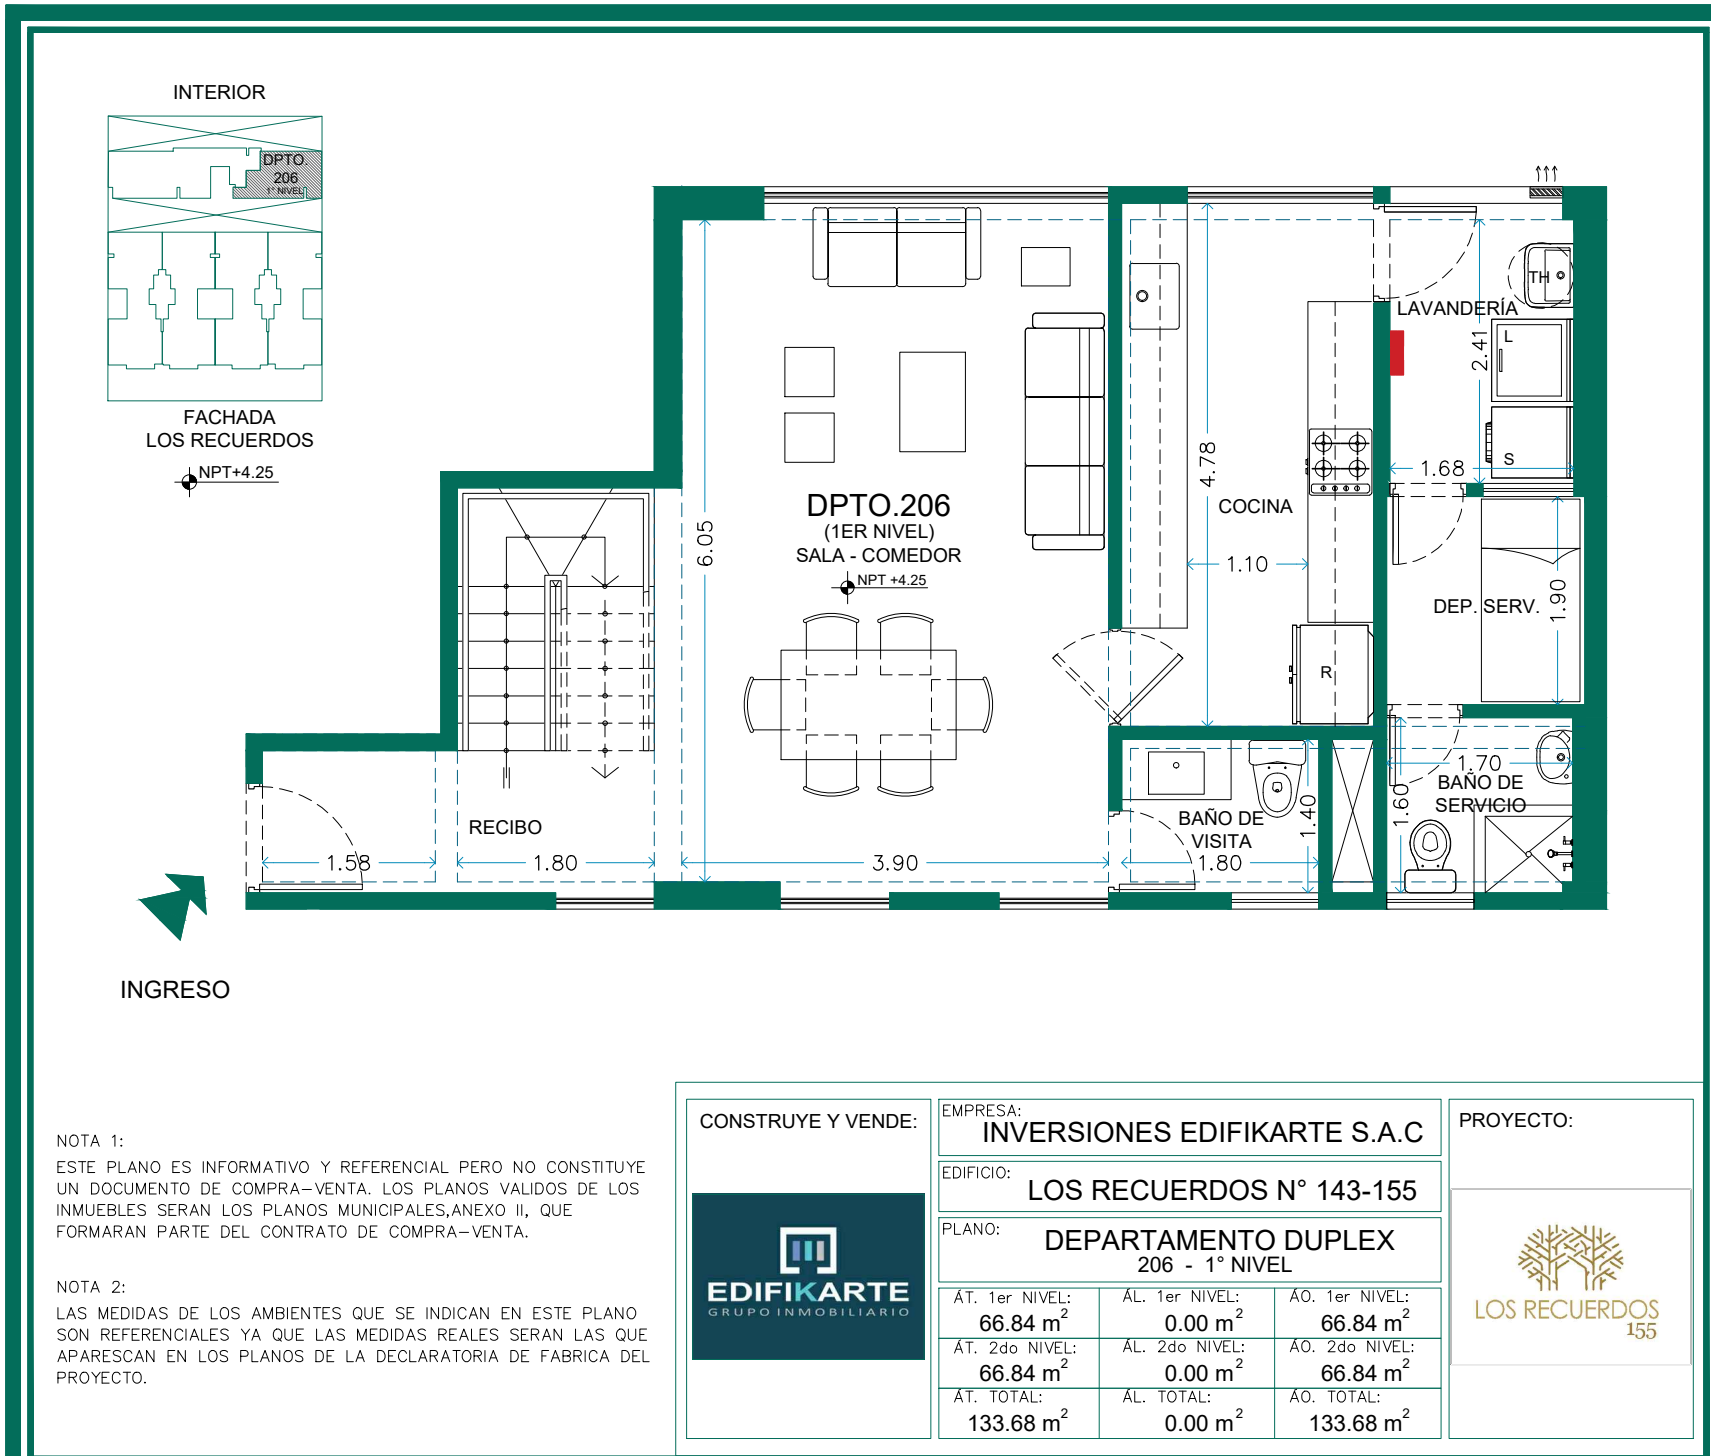 INTERIOR
DPTO.
206
1° NIVEL
FACHADA
LOS RECUERDOS
NPT+4.25
TH
LAVANDERÍA
L
2.41
S
1.68
6.05
DPTO.206
(1ER NIVEL)
SALA - COMEDOR
NPT +4.25
4.78
COCINA
1.10
DEP. SERV.
1.90
R
RECIBO
1.58
1.80
3.90
BAÑO DE
VISITA
1.40
1.80
1.70
BAÑO DE
SERVICIO
1.60
INGRESO
NOTA 1:
ESTE PLANO ES INFORMATIVO Y REFERENCIAL PERO NO CONSTITUYE
UN DOCUMENTO DE COMPRA-VENTA. LOS PLANOS VALIDOS DE LOS
INMUEBLES SERAN LOS PLANOS MUNICIPALES,ANEXO II, QUE
FORMARAN PARTE DEL CONTRATO DE COMPRA-VENTA.
NOTA 2:
LAS MEDIDAS DE LOS AMBIENTES QUE SE INDICAN EN ESTE PLANO
SON REFERENCIALES YA QUE LAS MEDIDAS REALES SERAN LAS QUE
APARESCAN EN LOS PLANOS DE LA DECLARATORIA DE FABRICA DEL
PROYECTO.
CONSTRUYE Y VENDE:
EDIFIKARTE
GRUPO INMOBILIARIO
EMPRESA:
INVERSIONES EDIFIKARTE S.A.C
EDIFICIO:
LOS RECUERDOS N° 143-155
PLANO:
DEPARTAMENTO DUPLEX
206 - 1° NIVEL
ÁT. 1er NIVEL:
66.84 m²
ÁL. 1er NIVEL:
0.00 m²
ÁO. 1er NIVEL:
66.84 m²
ÁT. 2do NIVEL:
66.84 m²
ÁL. 2do NIVEL:
0.00 m²
ÁO. 2do NIVEL:
66.84 m²
ÁT. TOTAL:
133.68 m²
ÁL. TOTAL:
0.00 m²
ÁO. TOTAL:
133.68 m²
PROYECTO:
LOS RECUERDOS
155